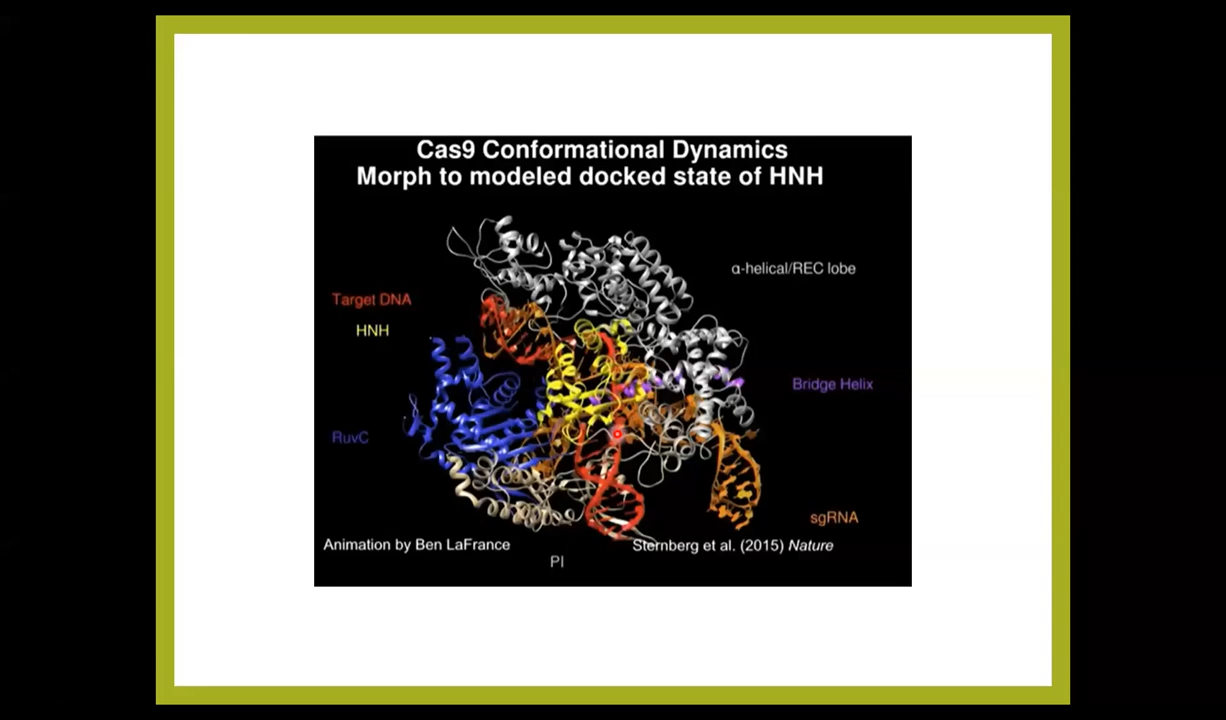 Cas9 Conformational Dynamics
Morph to modeled docked state of HNH
α-helical/REC lobe
Target DNA
HNH
Bridge Helix
RuvC
sgRNA
Animation by Ben LaFrance
Sternberg et al. (2015) Nature
PI